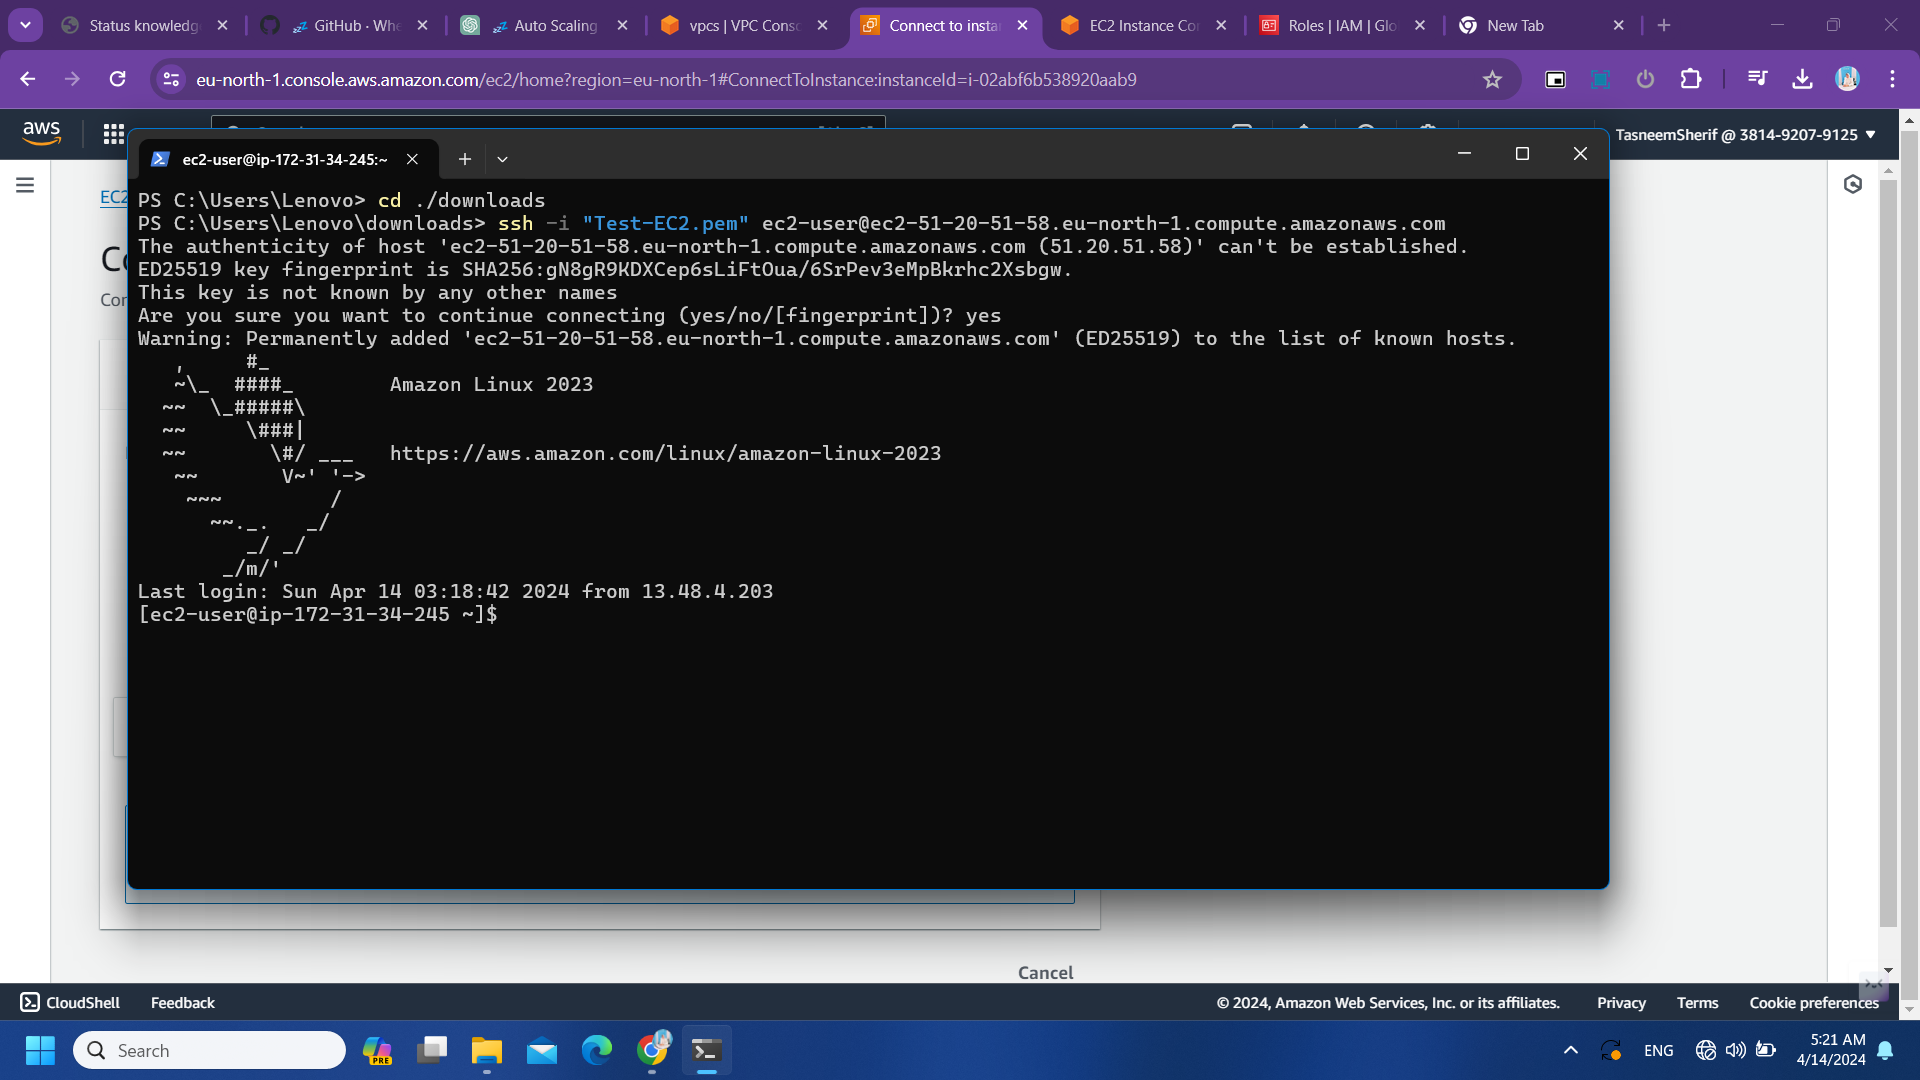 Status knowledg
GitHub · Whe
Auto Scaling
vpcs | VPC Cons
Connect to insta
EC2 Instance Co
Roles | IAM | Glo
New Tab
eu-north-1.console.aws.amazon.com/ec2/home?region=eu-north-1#ConnectToInstance:instanceId=i-02abf6b538920aab9
aws
TasneemSherif @ 3814-9207-9125
EC2
ec2-user@ip-172-31-34-245:~
PS C:\Users\Lenovo> cd ./downloads
PS C:\Users\Lenovo\downloads> ssh -i "Test-EC2.pem" ec2-user@ec2-51-20-51-58.eu-north-1.compute.amazonaws.com
The authenticity of host 'ec2-51-20-51-58.eu-north-1.compute.amazonaws.com (51.20.51.58)' can't be established.
ED25519 key fingerprint is SHA256:gN8gR9KDXCep6sLiFtOua/6SrPev3eMpBkrhc2Xsbgw.
This key is not known by any other names
Are you sure you want to continue connecting (yes/no/[fingerprint])? yes
Warning: Permanently added 'ec2-51-20-51-58.eu-north-1.compute.amazonaws.com' (ED25519) to the list of known hosts.
   ,     #_
   ~\_  ####_        Amazon Linux 2023
  ~~  \_#####\
  ~~     \###|
  ~~       \#/ ___   https://aws.amazon.com/linux/amazon-linux-2023
   ~~       V~' '->
    ~~~         /
      ~~._.   _/
         _/ _/
       _/m/'
Last login: Sun Apr 14 03:18:42 2024 from 13.48.4.203
[ec2-user@ip-172-31-34-245 ~]$
Cancel
CloudShell
Feedback
© 2024, Amazon Web Services, Inc. or its affiliates.
Privacy
Terms
Cookie preferences
Search
PRE
ENG
5:21 AM
4/14/2024